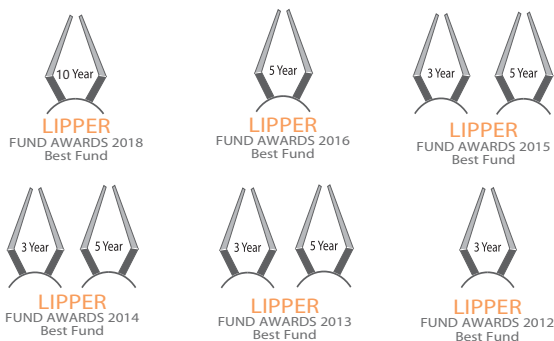 10 Year
LIPPER
FUND AWARDS 2018
Best Fund
5 Year
LIPPER
FUND AWARDS 2016
Best Fund
3 Year
5 Year
LIPPER
FUND AWARDS 2015
Best Fund
3 Year
5 Year
LIPPER
FUND AWARDS 2014
Best Fund
3 Year
5 Year
LIPPER
FUND AWARDS 2013
Best Fund
3 Year
LIPPER
FUND AWARDS 2012
Best Fund